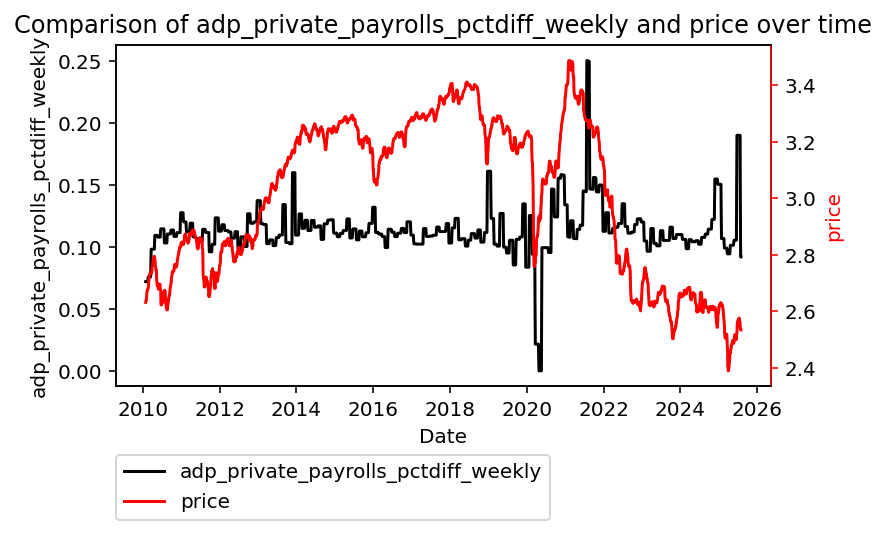 Comparison of adp_private_payrolls_pctdiff_weekly and price over time
adp_private_payrolls_pctdiff_weekly
0.25
0.20
0.15
0.10
0.05
0.00
3.4
3.2
3.0
2.8
2.6
2.4
price
2010 2012 2014 2016 2018 2020 2022 2024 2026
Date
adp_private_payrolls_pctdiff_weekly
price